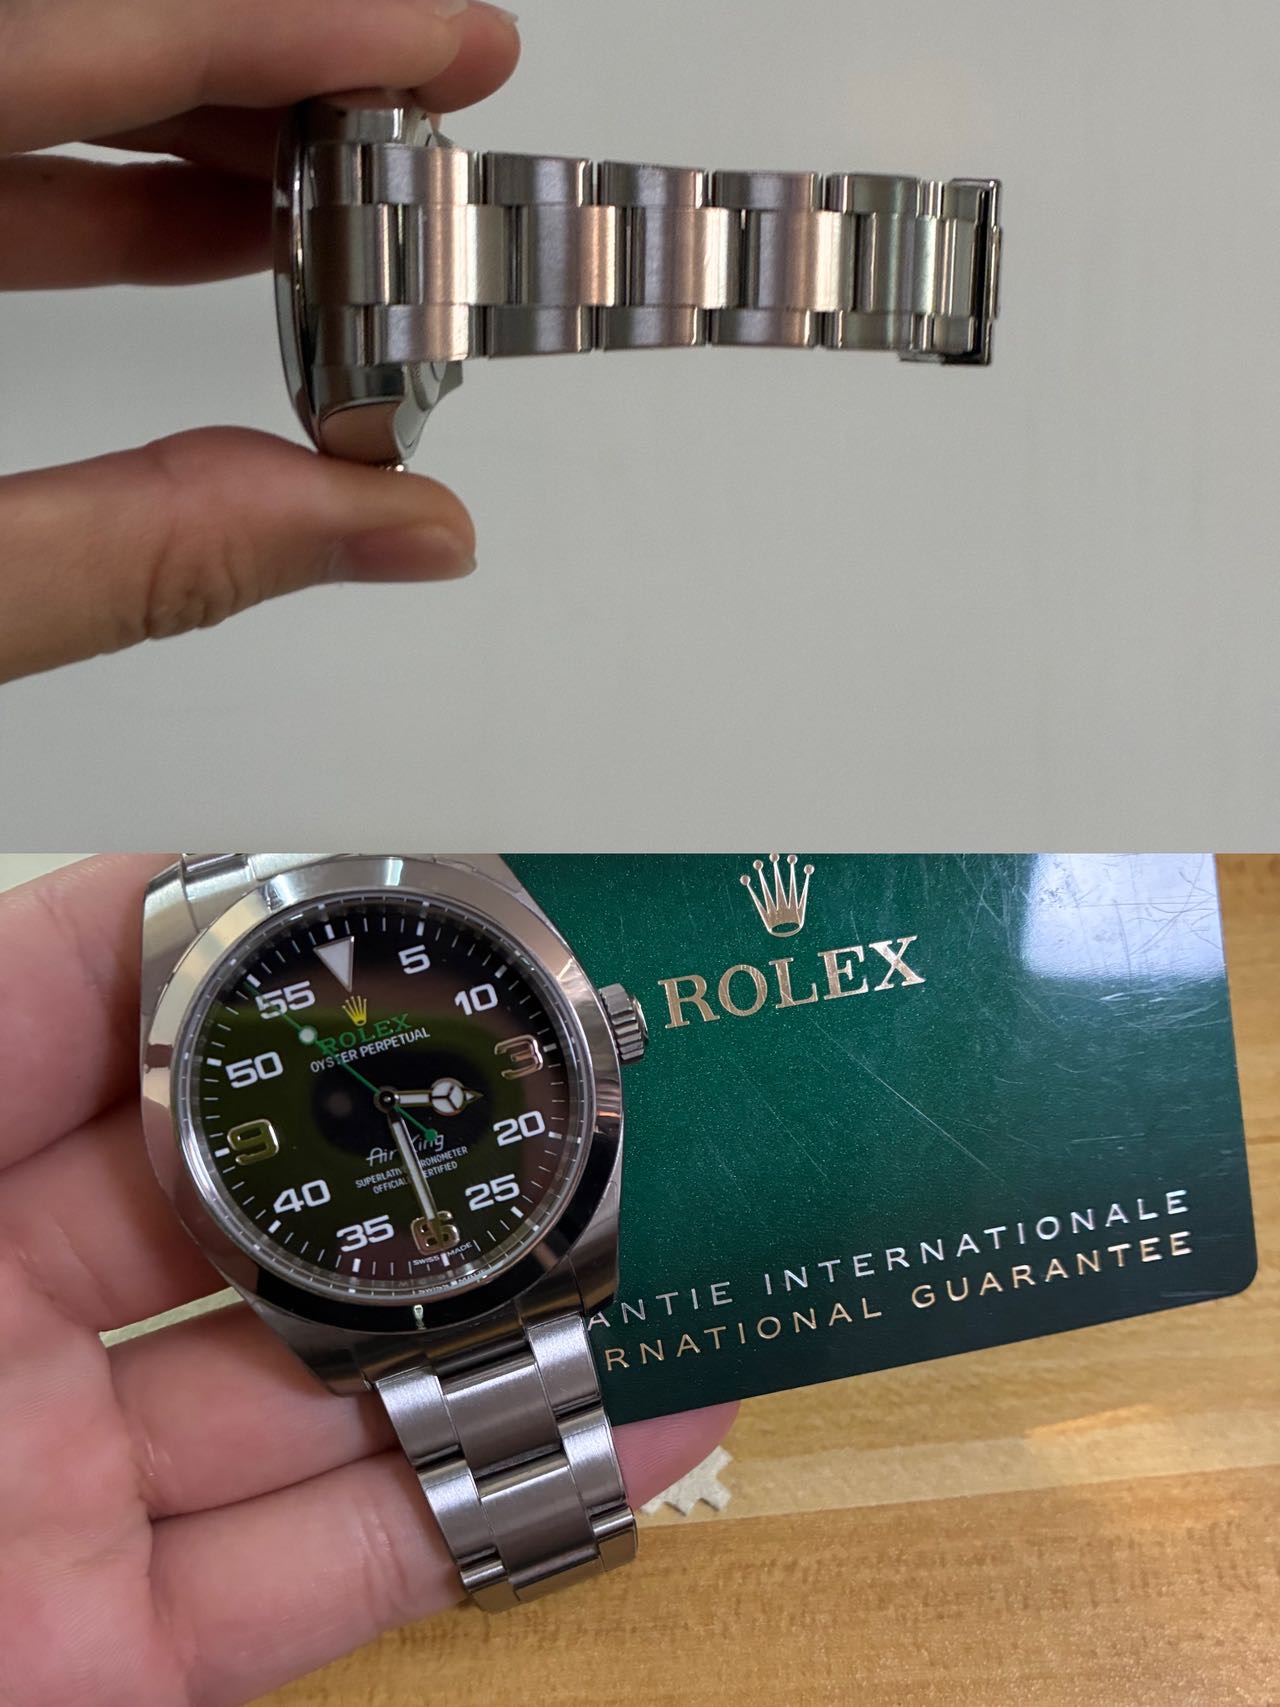 5
10
3
20
25
6
35
40
9
50
55
ROLEX
OYSTER PERPETUAL
Air-King
SUPERLATIVE CHRONOMETER
OFFICIALLY CERTIFIED
SWISS MADE
ROLEX
ANTIE INTERNATIONALE
RNATIONAL GUARANTEE